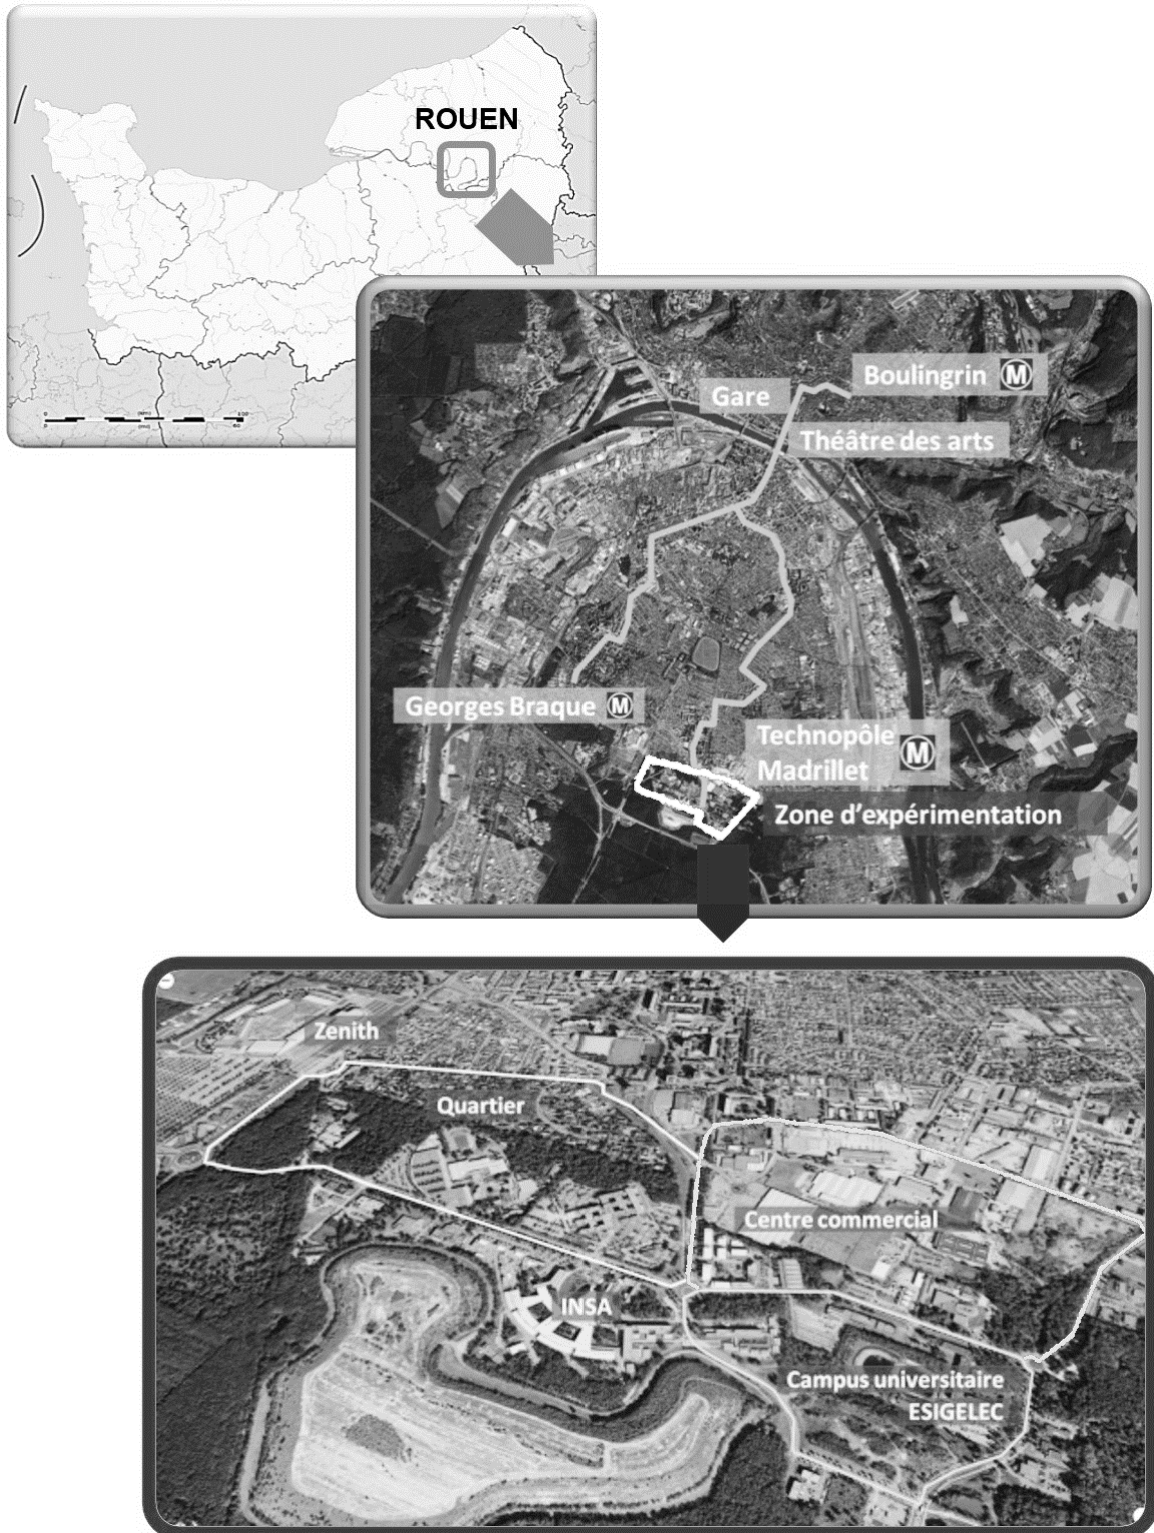 ROUEN
Boulingrin M
Gare
Théâtre des arts
Georges Braque M
Technopôle
Madrillet M
Zone d'expérimentation
Zenith
Quartier
Centre commercial
INSA
Campus universitaire
ESIGELEC